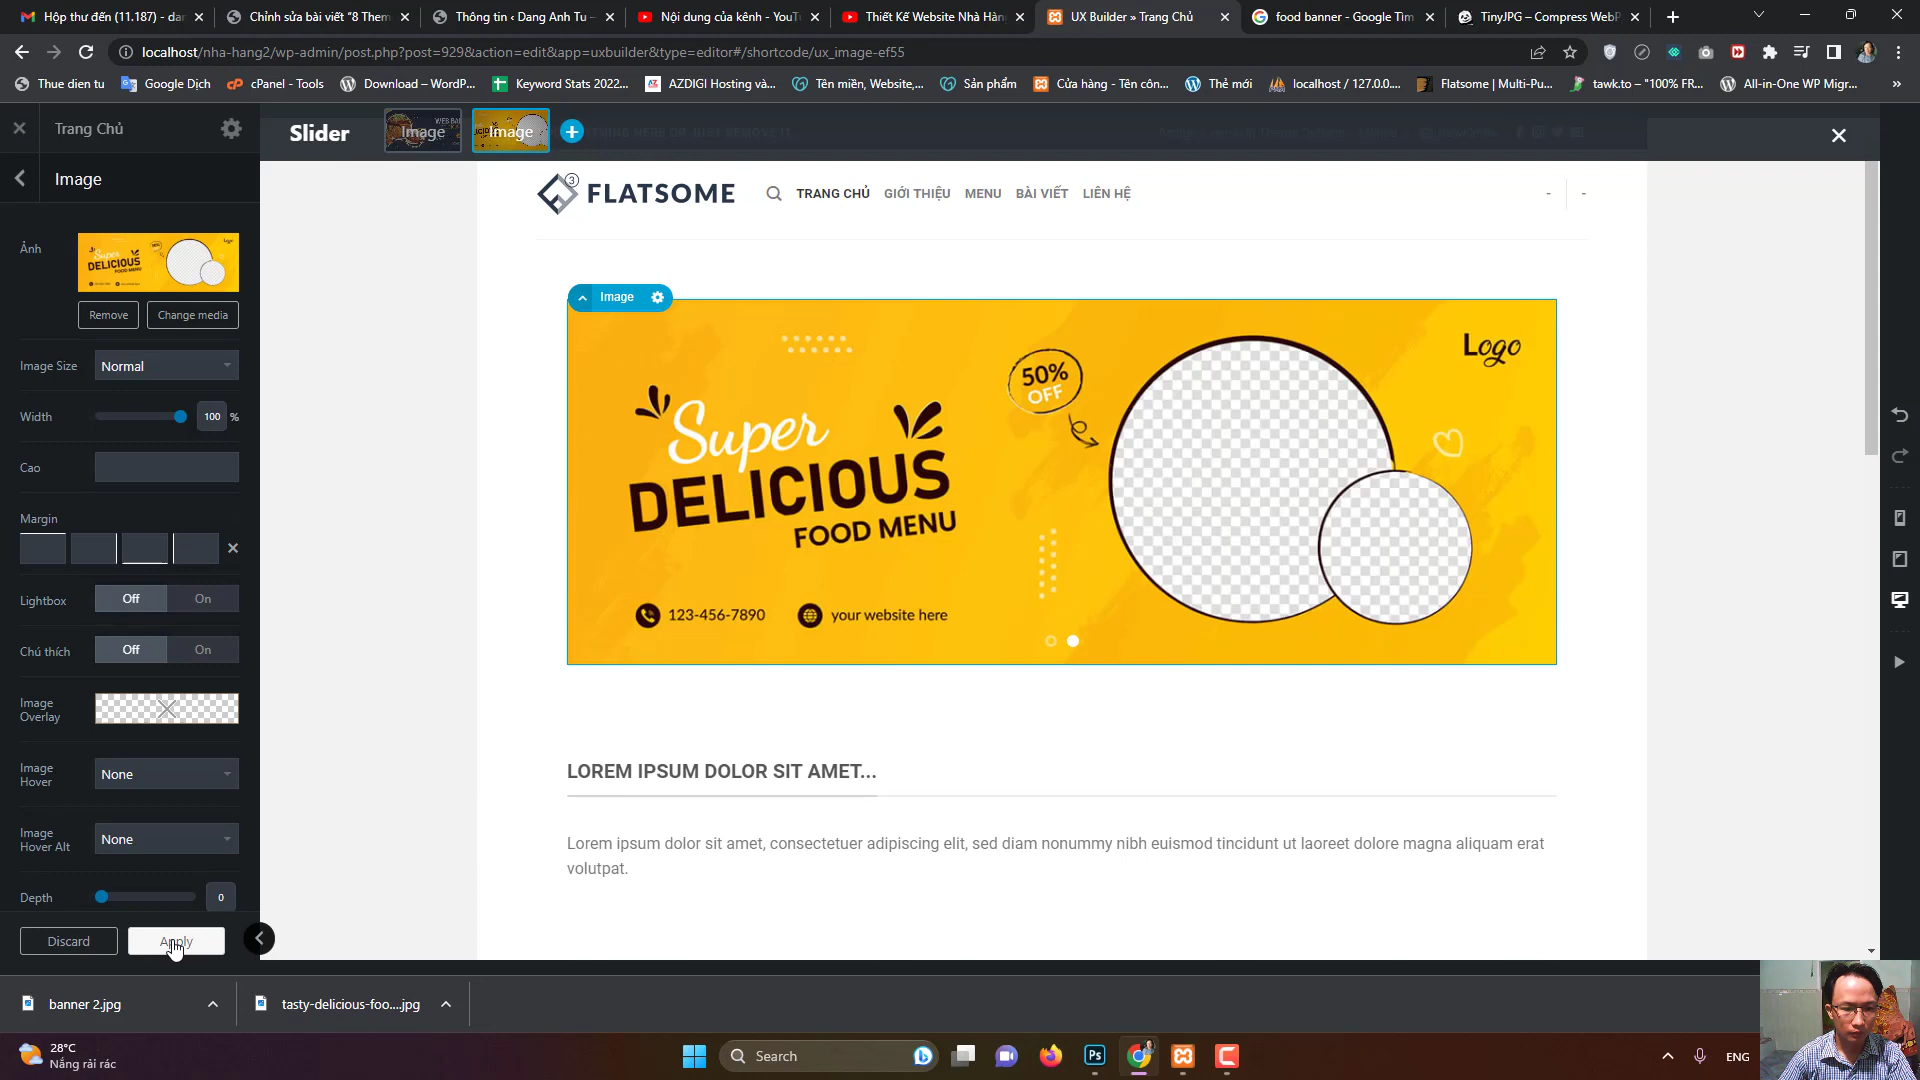 Hộp thư đến (11.187) - dar
Chỉnh sửa bài viết "8 Them
Thông tin ‹ Dang Anh Tu –
Nội dung của kênh - YouTu
Thiết Kế Website Nhà Hàn
UX Builder » Trang Chủ
food banner - Google Tìm
TinyJPG – Compress WebP
localhost/nha-hang2/wp-admin/post.php?post=929&action=edit&app=uxbuilder&type=editor#/shortcode/ux_image-ef55
Thue dien tu
Google Dịch
cPanel - Tools
Download – WordP...
Keyword Stats 2022...
AZDIGI Hosting và...
Tên miền, Website,...
Sản phẩm
Cửa hàng - Tên côn...
Thẻ mới
localhost / 127.0.0....
Flatsome | Multi-Pu...
tawk.to – "100% FR...
All-in-One WP Migr...
»
Trang Chủ
Slider
Image
Image
Image
FLATSOME
3
TRANG CHỦ
GIỚI THIỆU
MENU
BÀI VIẾT
LIÊN HỆ
-
-
Ảnh
Super
DELICIOUS
FOOD MENU
Remove
Change media
Image Size
Normal
Width
100
%
Cao
Margin
Lightbox
Off
On
Chú thích
Off
On
Image
Overlay
Image
Hover
None
Image
Hover Alt
None
Depth
0
Discard
Apply
Image
Super
DELICIOUS
FOOD MENU
50%
OFF
Logo
123-456-7890
your website here
LOREM IPSUM DOLOR SIT AMET...
Lorem ipsum dolor sit amet, consectetuer adipiscing elit, sed diam nonummy nibh euismod tincidunt ut laoreet dolore magna aliquam erat
volutpat.
banner 2.jpg
tasty-delicious-foo....jpg
28°C
Nắng rải rác
Search
Ps
ENG